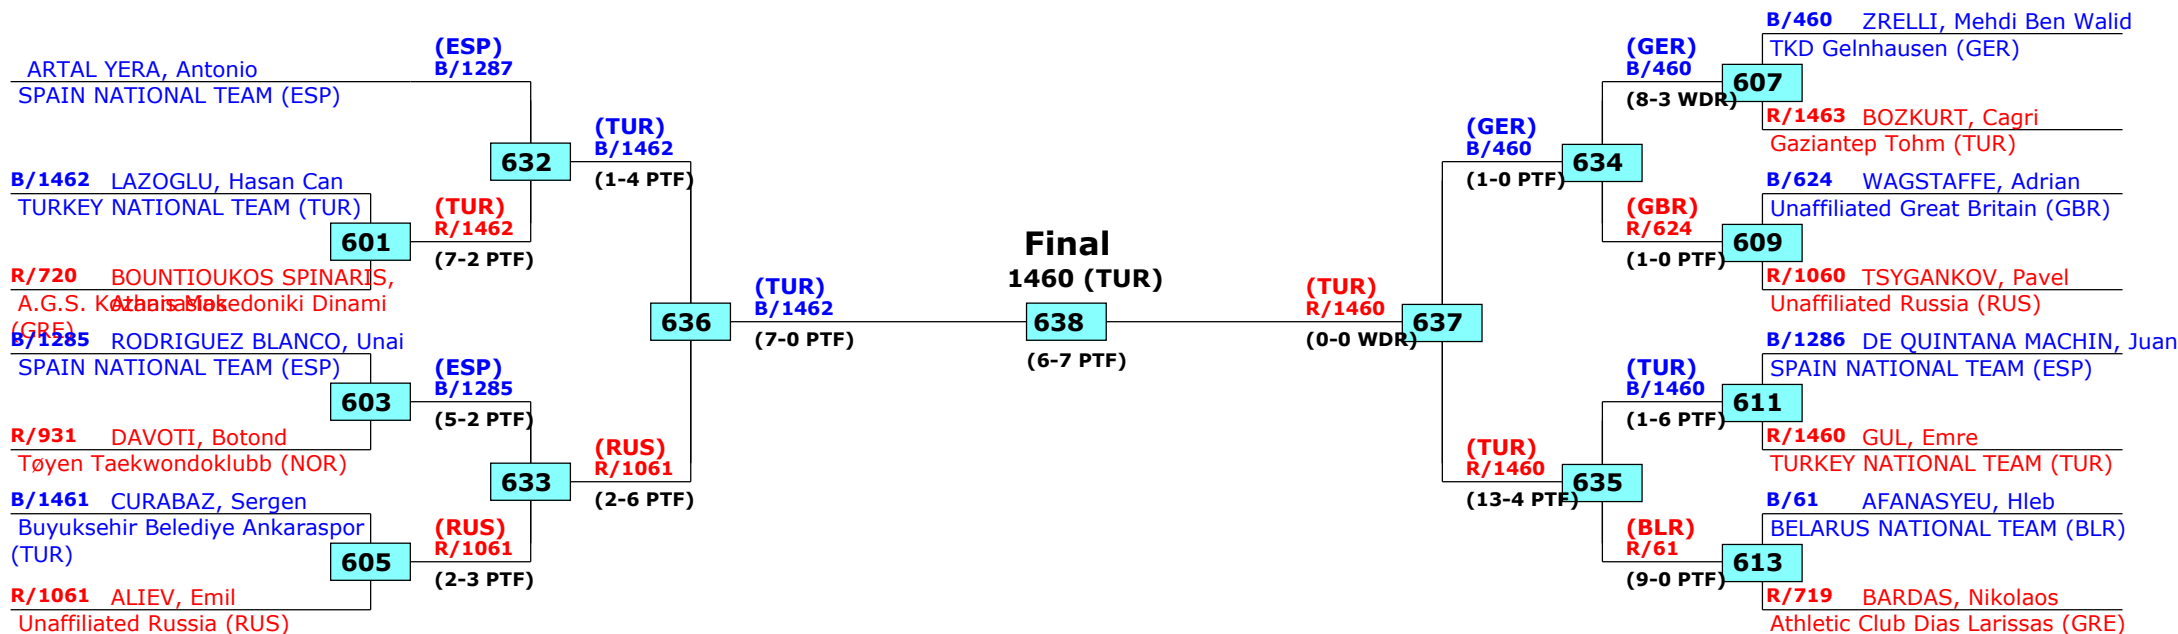 ARTAL YERA, Antonio
SPAIN NATIONAL TEAM (ESP)
B/1462 LAZOGLU, Hasan Can
TURKEY NATIONAL TEAM (TUR)
601
R/720 BOUNTIOUKOS SPINARIS,
Athanasios
A.G.S. Kozhanis Makedoniki Dinami
(GRE)
B/1285 RODRIGUEZ BLANCO, Unai
SPAIN NATIONAL TEAM (ESP)
603
R/931 DAVOTI, Botond
Tøyen Taekwondoklubb (NOR)
B/1461 CURABAZ, Sergen
Buyuksehir Belediye Ankaraspor
(TUR)
605
R/1061 ALIEV, Emil
Unaffiliated Russia (RUS)
(ESP)
B/1287
632
(TUR)
R/1462
(7-2 PTF)
(ESP)
B/1285
(5-2 PTF)
633
(RUS)
R/1061
(2-3 PTF)
(TUR)
B/1462
(1-4 PTF)
636
(RUS)
R/1061
(2-6 PTF)
(TUR)
B/1462
(7-0 PTF)
Final
1460 (TUR)
638
(6-7 PTF)
(TUR)
R/1460
(0-0 WDR)
637
(GER)
B/460
(1-0 PTF)
634
(TUR)
R/1460
(13-4 PTF)
635
(GER)
B/460
(8-3 WDR)
607
(GBR)
R/624
(1-0 PTF)
609
(TUR)
B/1460
(1-6 PTF)
611
(BLR)
R/61
(9-0 PTF)
613
B/460 ZRELLI, Mehdi Ben Walid
TKD Gelnhausen (GER)
R/1463 BOZKURT, Cagri
Gaziantep Tohm (TUR)
B/624 WAGSTAFFE, Adrian
Unaffiliated Great Britain (GBR)
R/1060 TSYGANKOV, Pavel
Unaffiliated Russia (RUS)
B/1286 DE QUINTANA MACHIN, Juan
SPAIN NATIONAL TEAM (ESP)
R/1460 GUL, Emre
TURKEY NATIONAL TEAM (TUR)
B/61 AFANASYEU, Hleb
BELARUS NATIONAL TEAM (BLR)
R/719 BARDAS, Nikolaos
Athletic Club Dias Larissas (GRE)